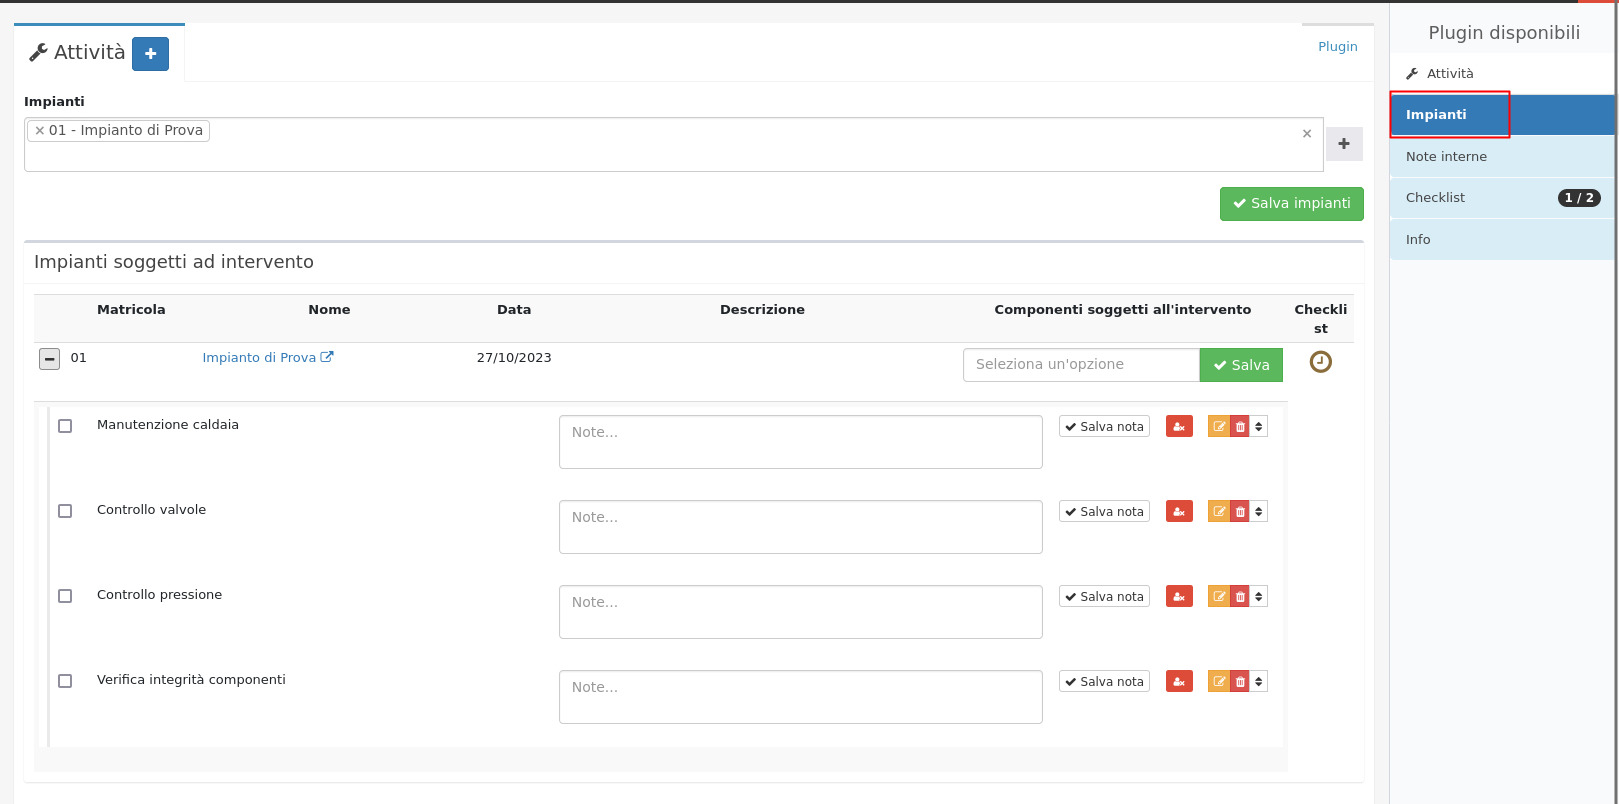 Attività
Plugin
Impianti
× 01 - Impianto di Prova
×
Salva impianti
Impianti soggetti ad intervento
Matricola Nome Data Descrizione Componenti soggetti all'intervento Checkli
st
01 Impianto di Prova 27/10/2023 Seleziona un'opzione Salva
Manutenzione caldaia Note... Salva nota
Controllo valvole Note... Salva nota
Controllo pressione Note... Salva nota
Verifica integrità componenti Note... Salva nota
Plugin disponibili
Attività
Impianti
Note interne
Checklist 1 / 2
Info